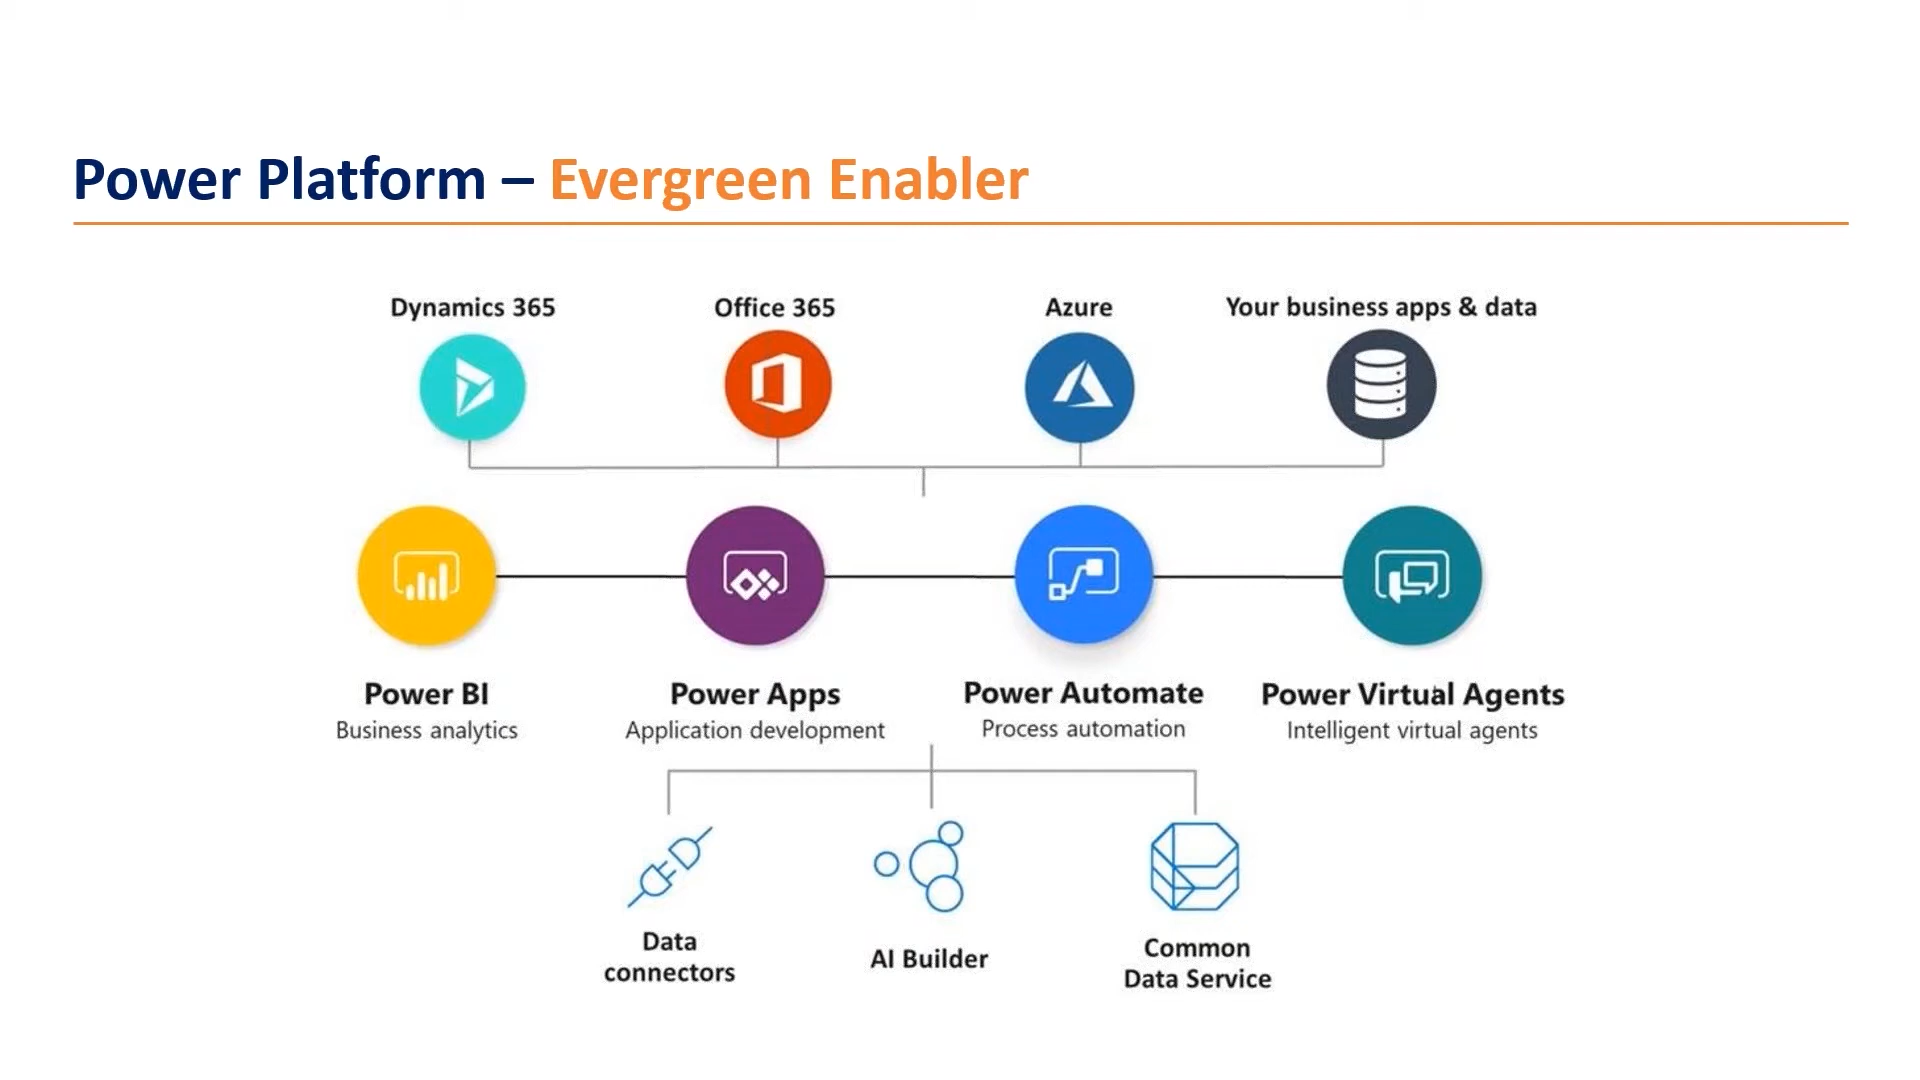 Power Platform – Evergreen Enabler
Dynamics 365
Office 365
Azure
Your business apps & data
Power BI
Business analytics
Power Apps
Application development
Power Automate
Process automation
Power Virtual Agents
Intelligent virtual agents
Data
connectors
AI Builder
Common
Data Service